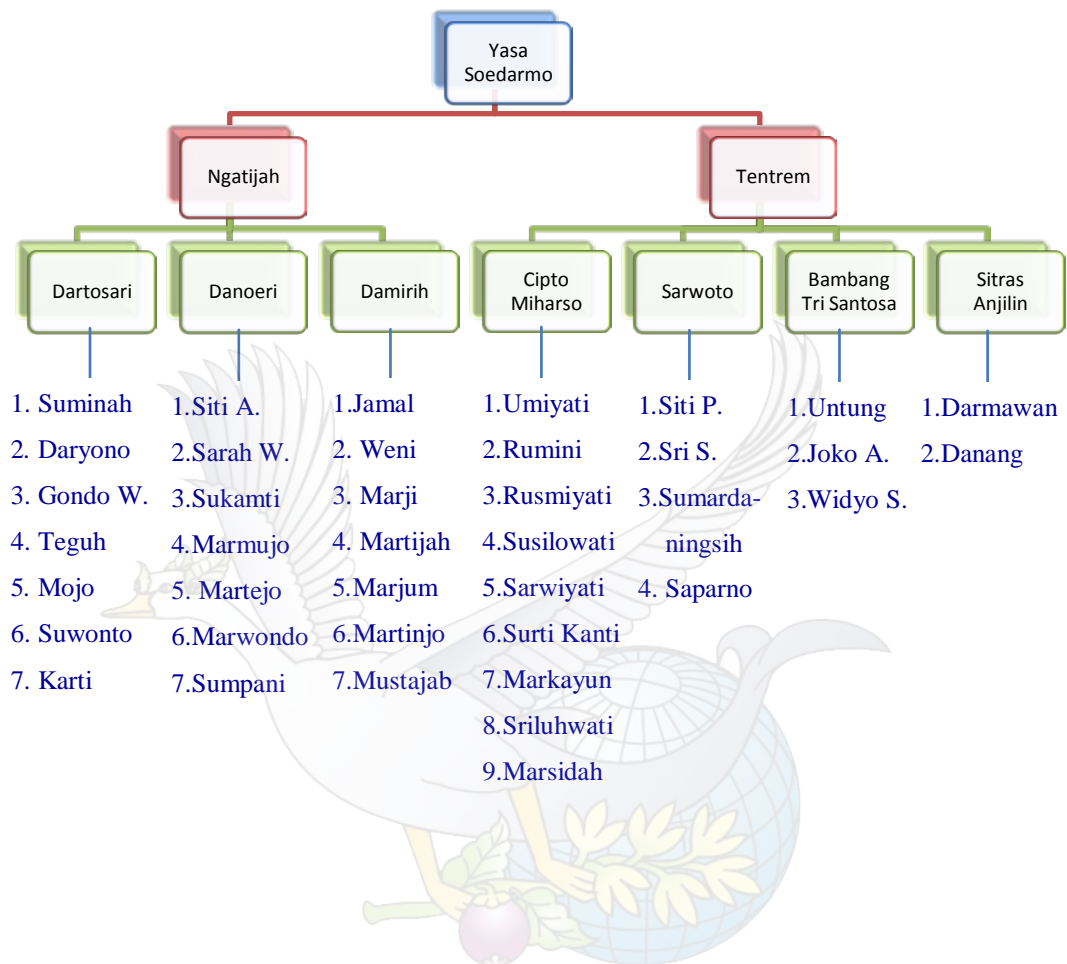 Yasa
Soedarmo
Ngatijah
Tentrem
Dartosari
Danoeri
Damirih
Cipto
Miharso
Sarwoto
Bambang
Tri Santosa
Sitras
Anjilin
1. Suminah
2. Daryono
3. Gondo W.
4. Teguh
5. Mojo
6. Suwonto
7. Karti
1.Siti A.
2.Sarah W.
3.Sukamti
4.Marmujo
5. Martejo
6.Marwondo
7.Sumpani
1.Jamal
2. Weni
3. Marji
4. Martijah
5.Marjum
6.Martinjo
7.Mustajab
1.Umiyati
2.Rumini
3.Rusmiyati
4.Susilowati
5.Sarwiyati
6.Surti Kanti
7.Markayun
8.Sriluhwati
9.Marsidah
1.Siti P.
2.Sri S.
3.Sumarda-
ningsih
4. Saparno
1.Untung
2.Joko A.
3.Widyo S.
1.Darmawan
2.Danang